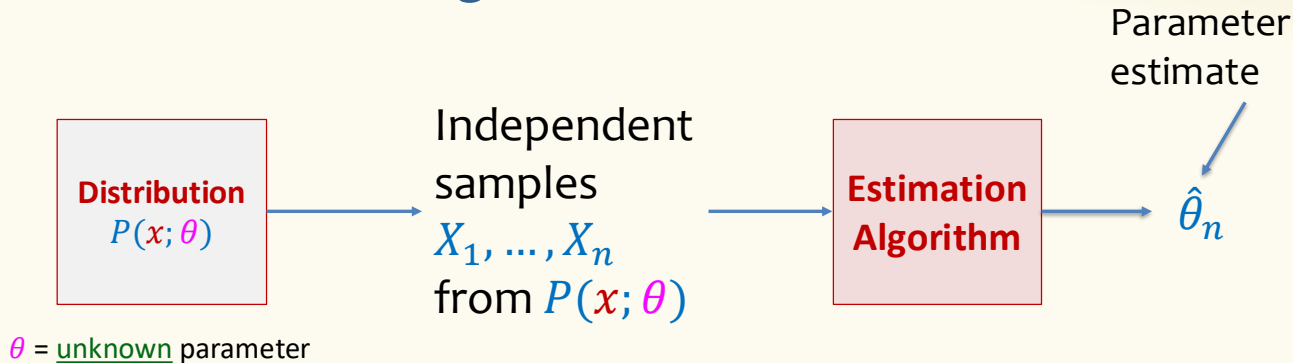 Parameter
estimate
Distribution
P(x; θ)
Independent
samples
X₁, ... , Xₙ
from P(x; θ)
Estimation
Algorithm
θ̂ₙ
θ = unknown parameter